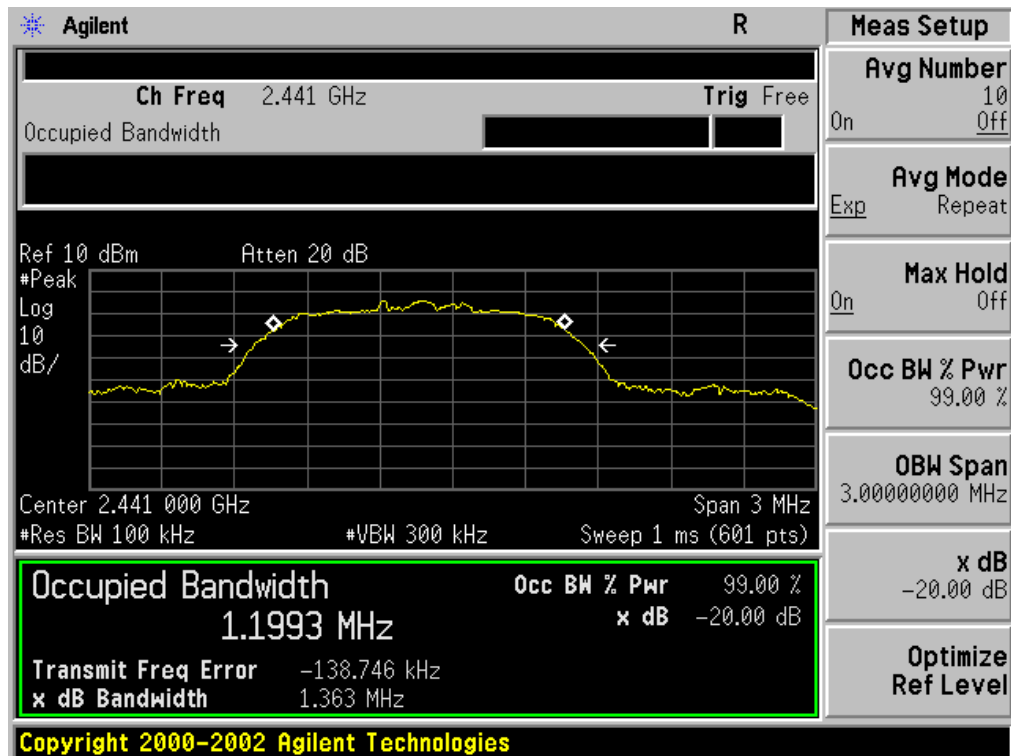 Agilent R
Meas Setup
Ch Freq 2.441 GHz Trig Free
Occupied Bandwidth
Ref 10 dBm Atten 20 dB
#Peak
Log
10
dB/
Center 2.441 000 GHz Span 3 MHz
#Res BW 100 kHz #VBW 300 kHz Sweep 1 ms (601 pts)
Occupied Bandwidth
1.1993 MHz
Occ BW % Pwr 99.00 %
x dB -20.00 dB
Transmit Freq Error -138.746 kHz
x dB Bandwidth 1.363 MHz
Avg Number
10
On Off
Avg Mode
Exp Repeat
Max Hold
On Off
Occ BW % Pwr
99.00 %
OBW Span
3.00000000 MHz
x dB
-20.00 dB
Optimize
Ref Level
Copyright 2000-2002 Agilent Technologies